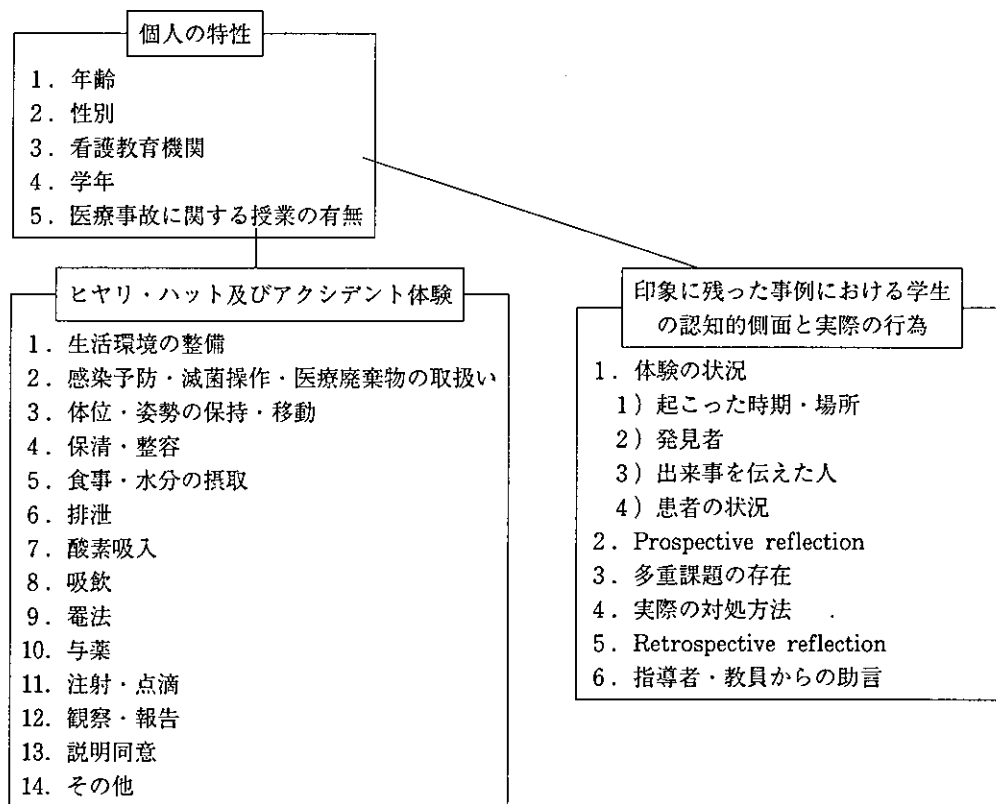 個人の特性
1. 年齢
2. 性別
3. 看護教育機関
4. 学年
5. 医療事故に関する授業の有無
ヒヤリ・ハット及びアクシデント体験
1. 生活環境の整備
2. 感染予防・滅菌操作・医療廃棄物の取扱い
3. 体位・姿勢の保持・移動
4. 保清・整容
5. 食事・水分の摂取
6. 排泄
7. 酸素吸入
8. 吸飲
9. 罨法
10. 与薬
11. 注射・点滴
12. 観察・報告
13. 説明同意
14. その他
印象に残った事例における学生
の認知的側面と実際の行為
1. 体験の状況
1) 起こった時期・場所
2) 発見者
3) 出来事を伝えた人
4) 患者の状況
2. Prospective reflection
3. 多重課題の存在
4. 実際の対処方法
5. Retrospective reflection
6. 指導者・教員からの助言